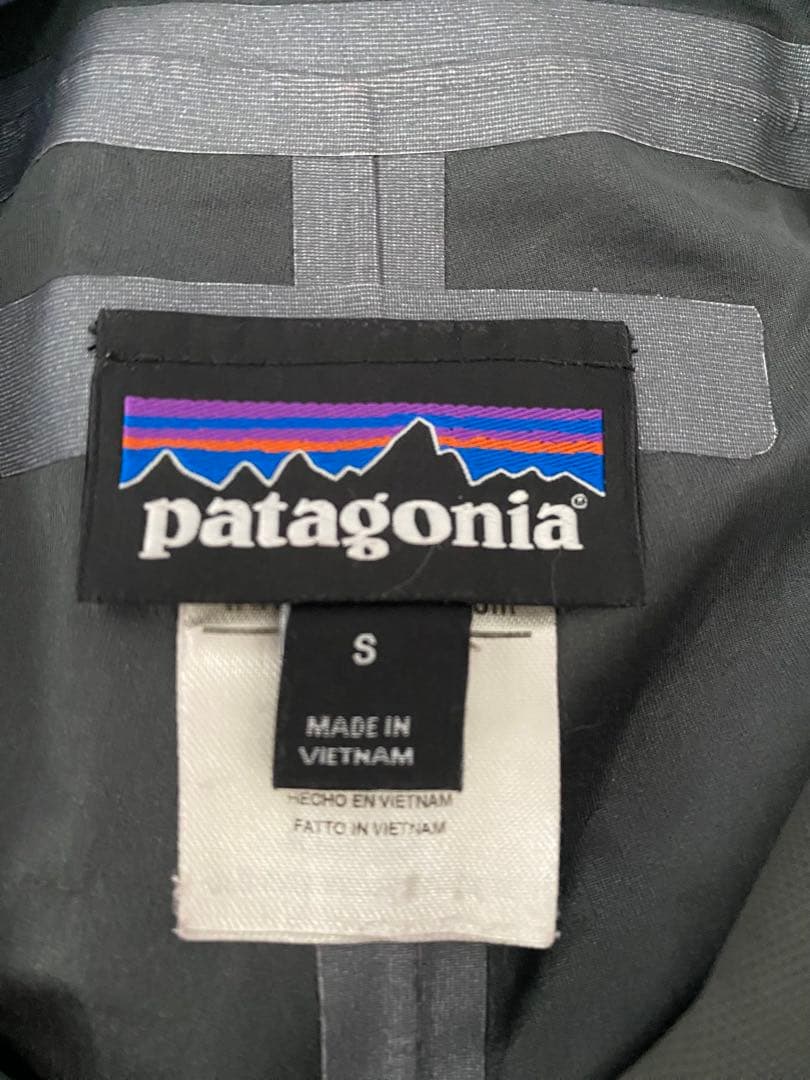 patagonia®
S
MADE IN
VIETNAM
HECHO EN VIETNAM
FATTO IN VIETNAM